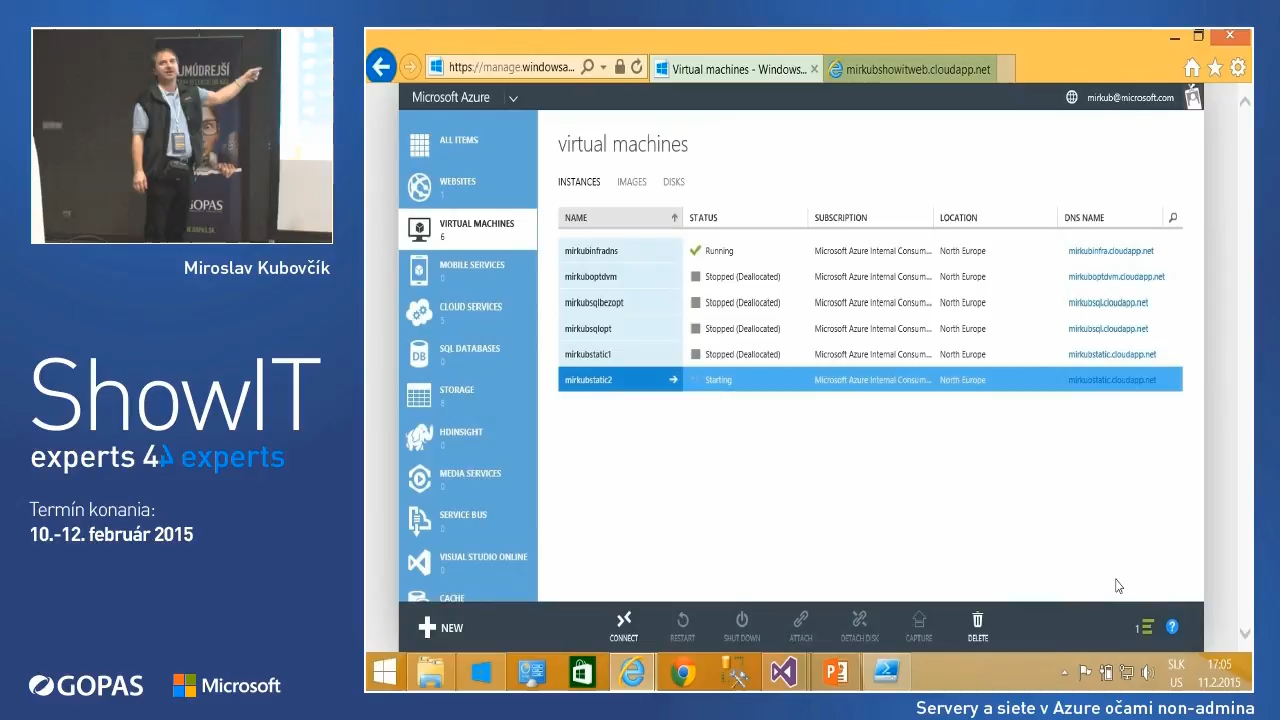 UMÚDREJŠÍ
GOPAS
Miroslav Kubovčík
ShowIT
experts 4 experts
Termín konania:
10.-12. február 2015
GOPAS Microsoft
https://manage.windowsa...
Virtual machines - Windows...
mirkubshowitweb.cloudapp.net
Microsoft Azure
mirkub@microsoft.com
ALL ITEMS
WEBSITES
1
VIRTUAL MACHINES
6
MOBILE SERVICES
0
CLOUD SERVICES
5
SQL DATABASES
0
STORAGE
8
HDINSIGHT
0
MEDIA SERVICES
0
SERVICE BUS
0
VISUAL STUDIO ONLINE
0
CACHE
virtual machines
INSTANCES IMAGES DISKS
NAME STATUS SUBSCRIPTION LOCATION DNS NAME
mirkubinfradns Running Microsoft Azure Internal Consum... North Europe mirkubinfra.cloudapp.net
mirkuboptdvm Stopped (Deallocated) Microsoft Azure Internal Consum... North Europe mirkuboptdvm.cloudapp.net
mirkubsqlbezopt Stopped (Deallocated) Microsoft Azure Internal Consum... North Europe mirkubsql.cloudapp.net
mirkubsqlopt Stopped (Deallocated) Microsoft Azure Internal Consum... North Europe mirkubsql.cloudapp.net
mirkubstatic1 Stopped (Deallocated) Microsoft Azure Internal Consum... North Europe mirkubstatic.cloudapp.net
mirkubstatic2 Starting Microsoft Azure Internal Consum... North Europe mirkubstatic.cloudapp.net
NEW
CONNECT RESTART SHUT DOWN ATTACH DETACH DISK CAPTURE DELETE
1
SLK 17:05
US 11.2.2015
Servery a siete v Azure očami non-admina